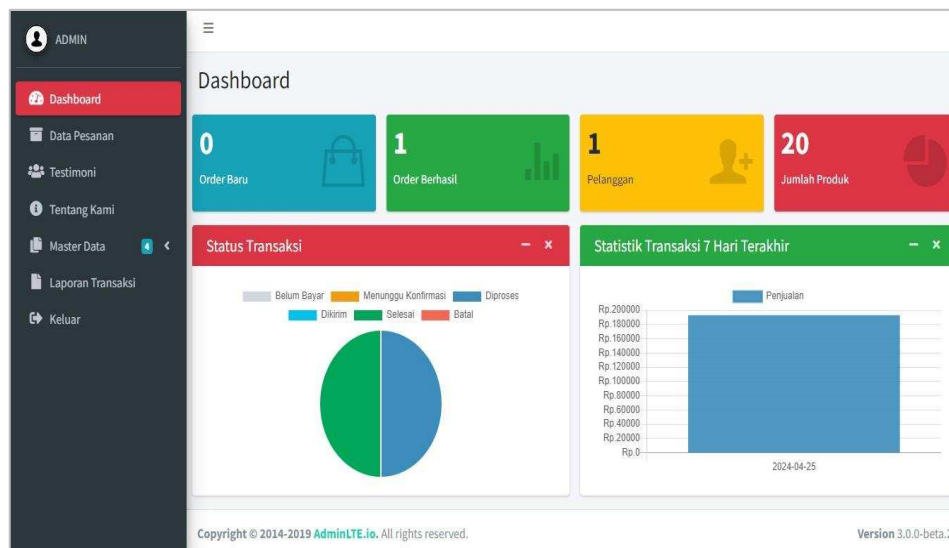 ADMIN
Dashboard
Data Pesanan
Testimoni
Tentang Kami
Master Data 4
Laporan Transaksi
Keluar
Dashboard
0
Order Baru
1
Order Berhasil
1
Pelanggan
20
Jumlah Produk
Status Transaksi
Belum Bayar Menunggu Konfirmasi Diproses
Dikirim Selesai Batal
Statistik Transaksi 7 Hari Terakhir
Penjualan
Rp.200000
Rp.180000
Rp.160000
Rp.140000
Rp.120000
Rp.100000
Rp.80000
Rp.60000
Rp.40000
Rp.20000
Rp.0
2024-04-25
Copyright © 2014-2019 AdminLTE.io. All rights reserved.
Version 3.0.0-beta.